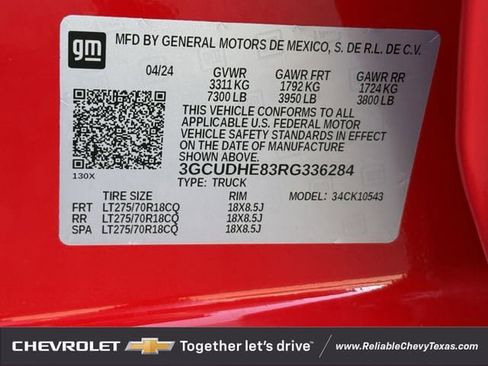 gm
MFD BY GENERAL MOTORS DE MEXICO, S. DE R.L. DE C.V.
04/24 GVWR GAWR FRT GAWR RR
3311 KG 1792 KG 1724 KG
7300 LB 3950 LB 3800 LB
THIS VEHICLE CONFORMS TO ALL
APPLICABLE U.S. FEDERAL MOTOR
VEHICLE SAFETY STANDARDS IN EFFECT
ON THE DATE OF MANUFACTURE
SHOWN ABOVE.
3GCUDHE83RG336284
130X TYPE: TRUCK
TIRE SIZE RIM MODEL: 34CK10543
FRT LT275/70R18CQ 18X8.5J
RR LT275/70R18CQ 18X8.5J
SPA LT275/70R18CQ 18X8.5J
CHEVROLET Together let's drive™ www.ReliableChevyTexas.com